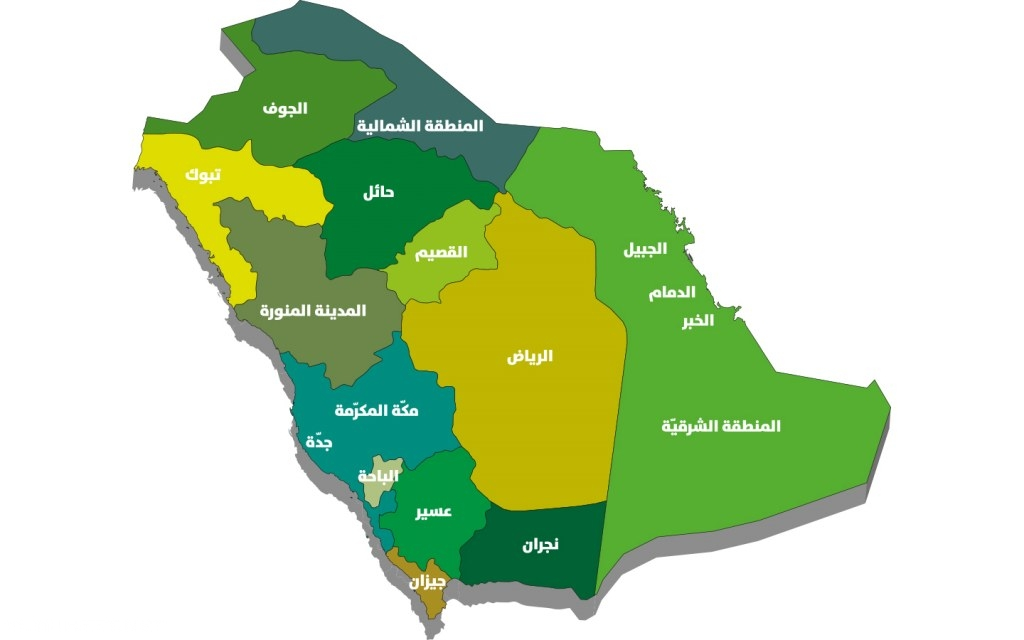 الجوف
المنطقة الشمالية
تبوك
حائل
الجبيل
القصيم
الدمام
المدينة المنورة
الخبر
الرياض
مكّة المكرّمة
المنطقة الشرقيّة
جدّة
الباحة
عسير
نجران
جيزان